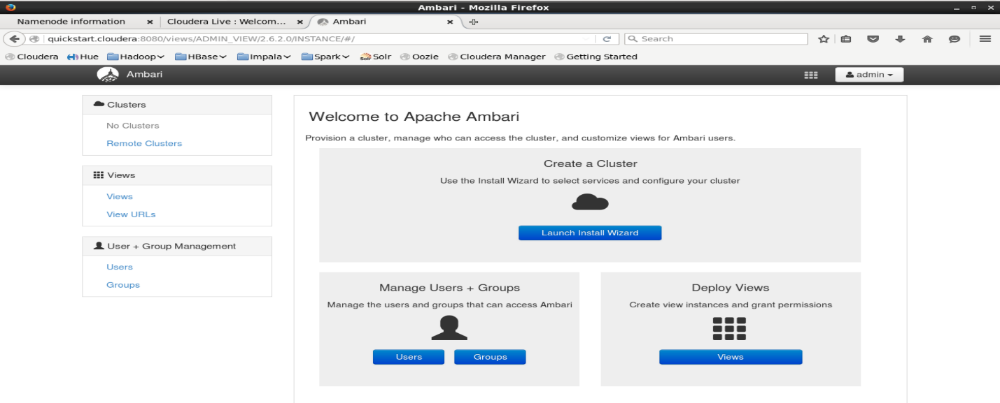 Ambari - Mozilla Firefox
Namenode information
Cloudera Live : Welcom...
Ambari
quickstart.cloudera:8080/views/ADMIN_VIEW/2.6.2.0/INSTANCE/#/
Search
Cloudera Hue Hadoop HBase Impala Spark Solr Oozie Cloudera Manager Getting Started
Ambari
admin
Clusters
No Clusters
Remote Clusters
Views
Views
View URLs
User + Group Management
Users
Groups
Welcome to Apache Ambari
Provision a cluster, manage who can access the cluster, and customize views for Ambari users.
Create a Cluster
Use the Install Wizard to select services and configure your cluster
Launch Install Wizard
Manage Users + Groups
Manage the users and groups that can access Ambari
Users
Groups
Deploy Views
Create view instances and grant permissions
Views